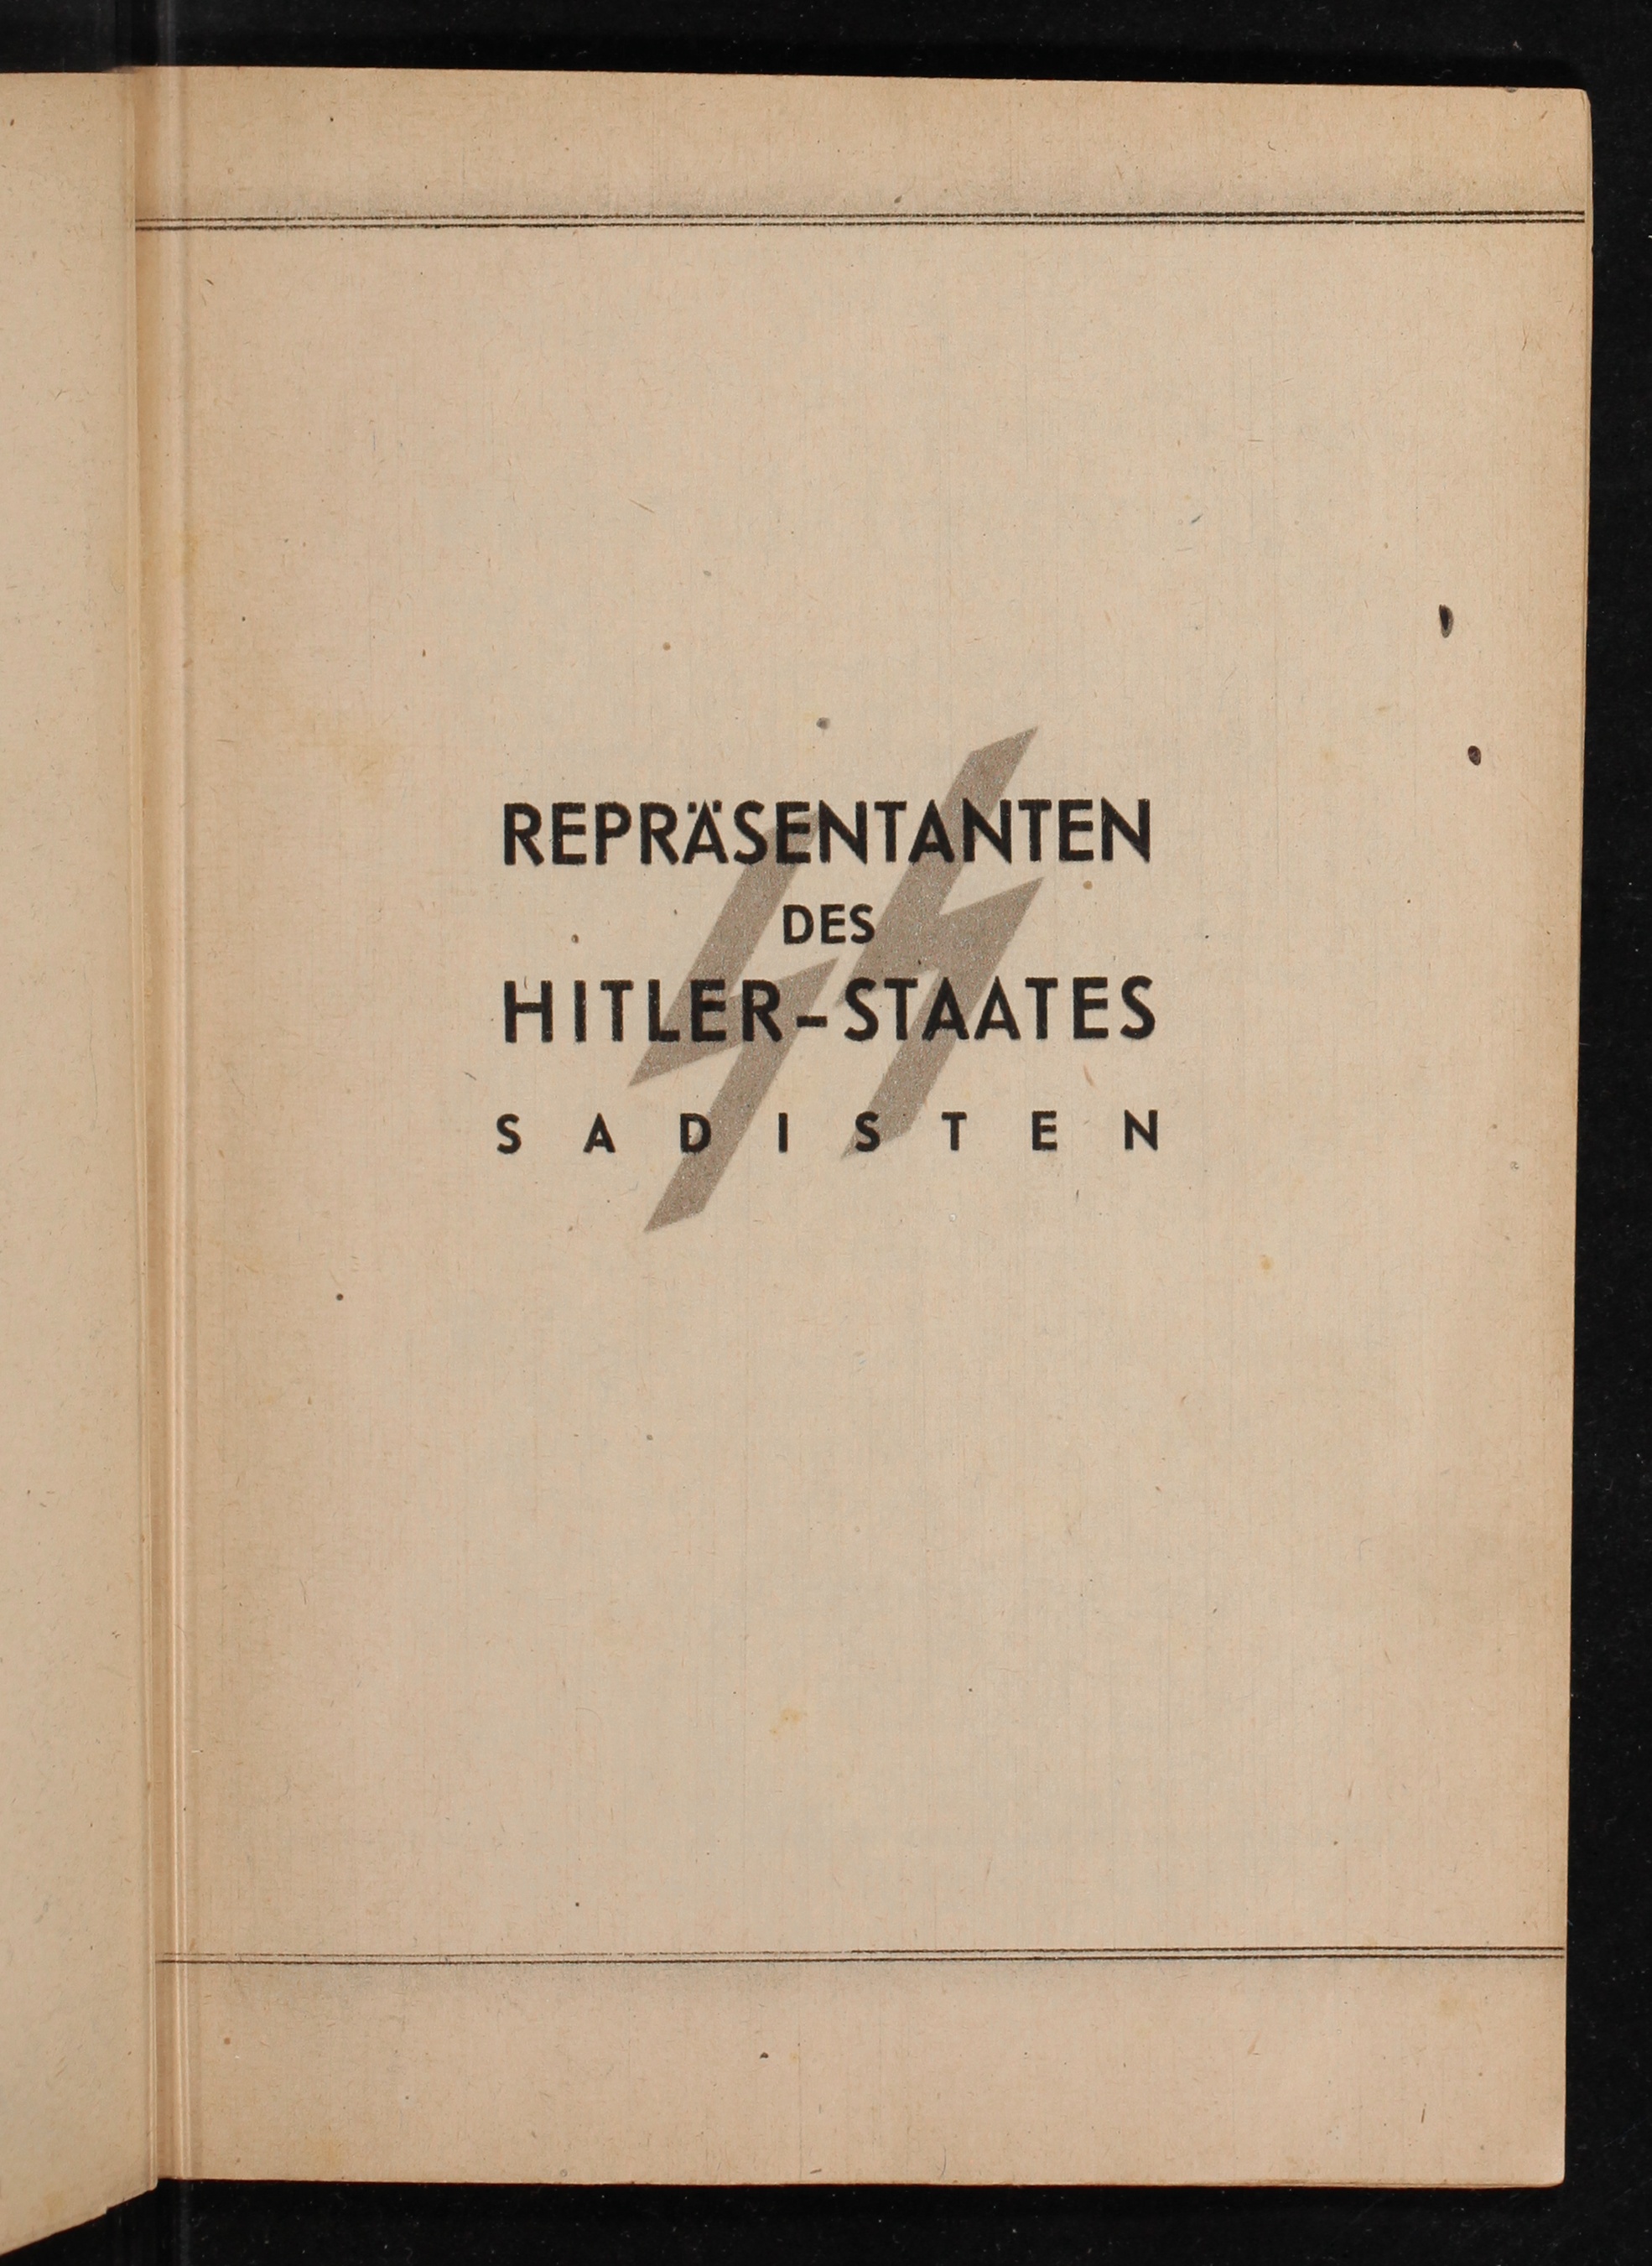 REPRÄSENTANTEN
DES
HITLER-STAATES
SADISTEN